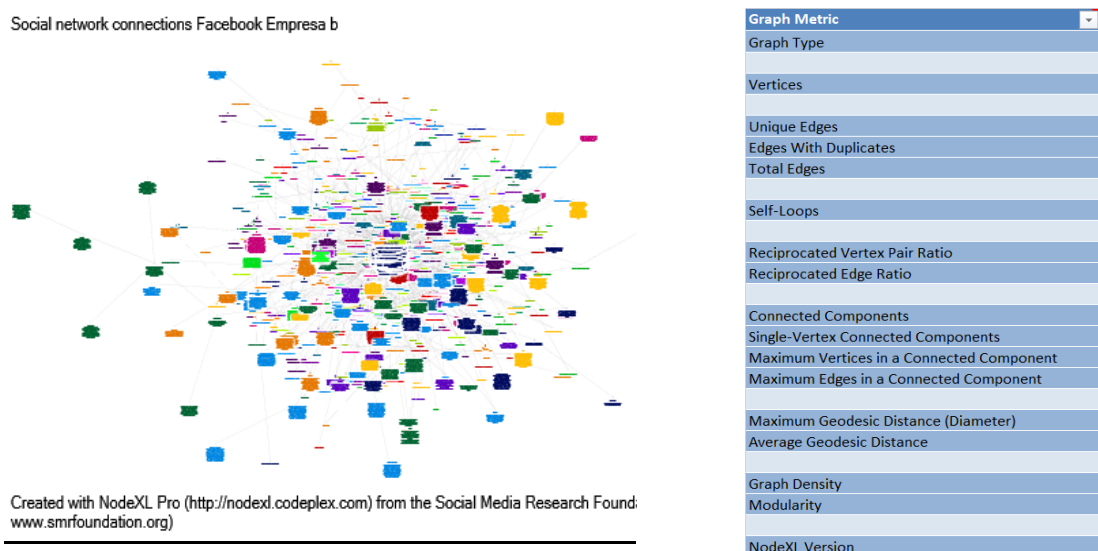 Social network connections Facebook Empresa b
Created with NodeXL Pro (http://nodexl.codeplex.com) from the Social Media Research
www.smrfoundation.org)
Graph Metric
Graph Type
Vertices
Unique Edges
Edges With Duplicates
Total Edges
Self-Loops
Reciprocated Vertex Pair Ratio
Reciprocated Edge Ratio
Connected Components
Single-Vertex Connected Components
Maximum Vertices in a Connected Component
Maximum Edges in a Connected Component
Maximum Geodesic Distance (Diameter)
Average Geodesic Distance
Graph Density
Modularity
NodeXL Version